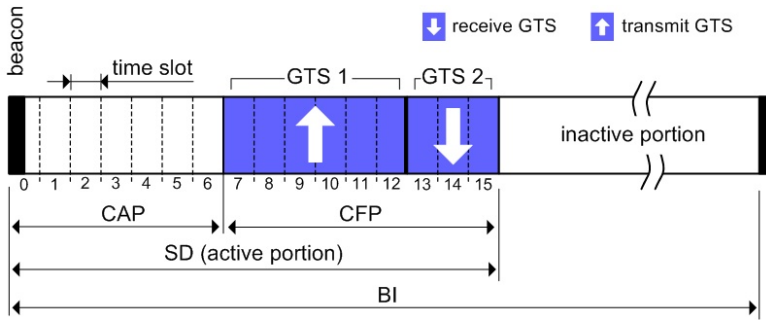 beacon
receive GTS
transmit GTS
time slot
GTS 1
GTS 2
inactive portion
0 1 2 3 4 5 6 7 8 9 10 11 12 13 14 15
CAP
CFP
SD (active portion)
BI